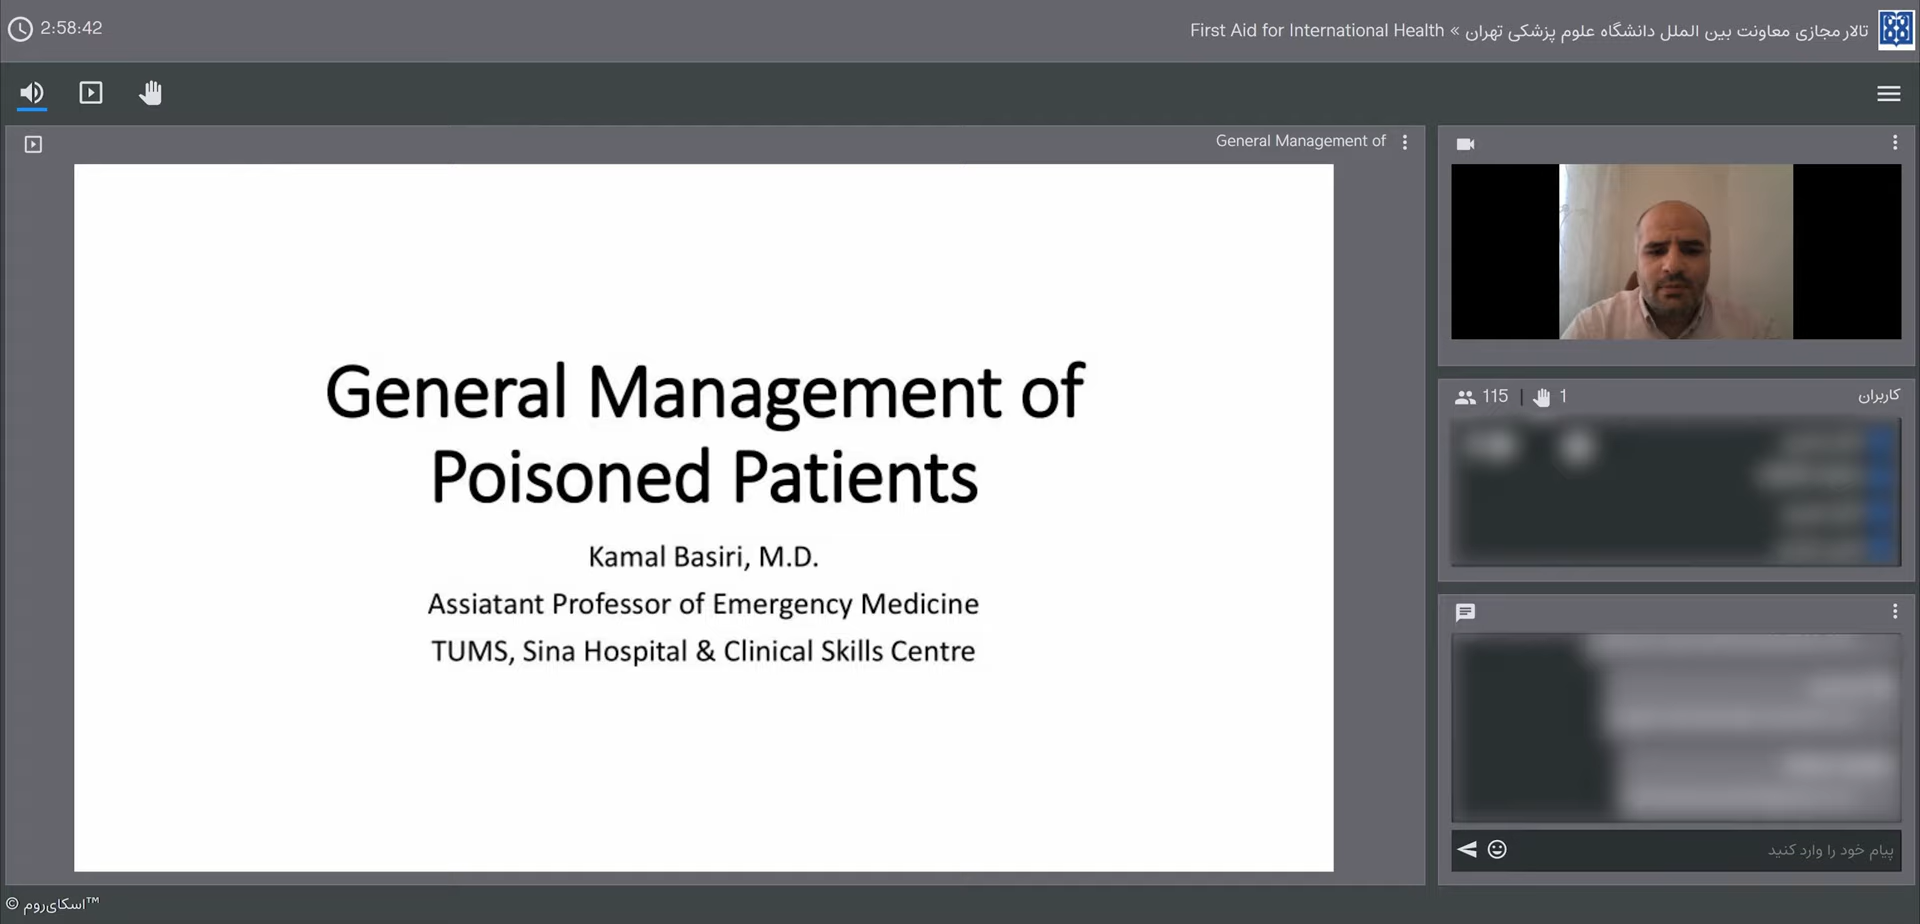 2:58:42
تالار مجازی معاونت بین الملل دانشگاه علوم پزشکی تهران » First Aid for International Health
General Management of
General Management of
Poisoned Patients
Kamal Basiri, M.D.
Assiatant Professor of Emergency Medicine
TUMS, Sina Hospital & Clinical Skills Centre
115 | 1
کاربران
پیام خود را وارد کنید
© اسکای‌روم™